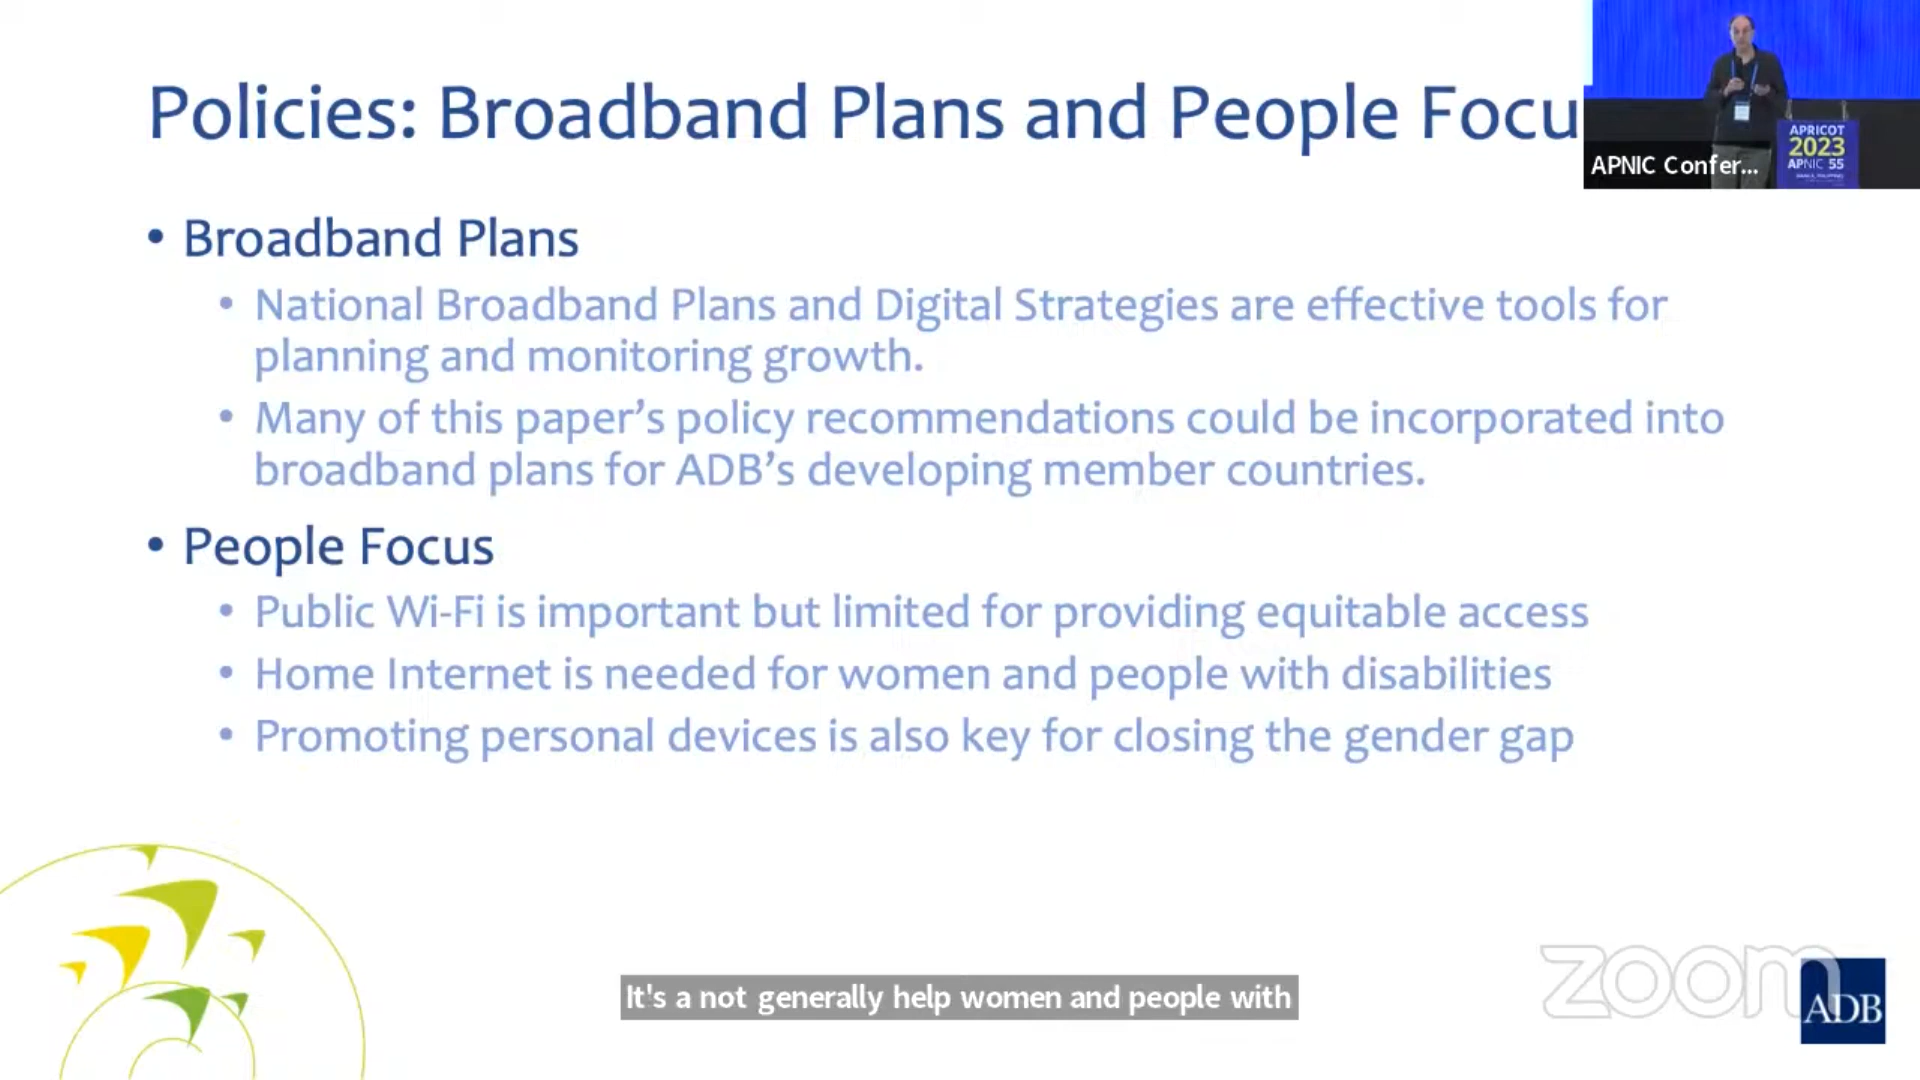 Policies: Broadband Plans and People Focu
APRICOT
2023
APNIC 55
APNIC Confer...
• Broadband Plans
• National Broadband Plans and Digital Strategies are effective tools for
planning and monitoring growth.
• Many of this paper's policy recommendations could be incorporated into
broadband plans for ADB's developing member countries.
• People Focus
• Public Wi-Fi is important but limited for providing equitable access
• Home Internet is needed for women and people with disabilities
• Promoting personal devices is also key for closing the gender gap
It's a not generally help women and people with
zoom
ADB